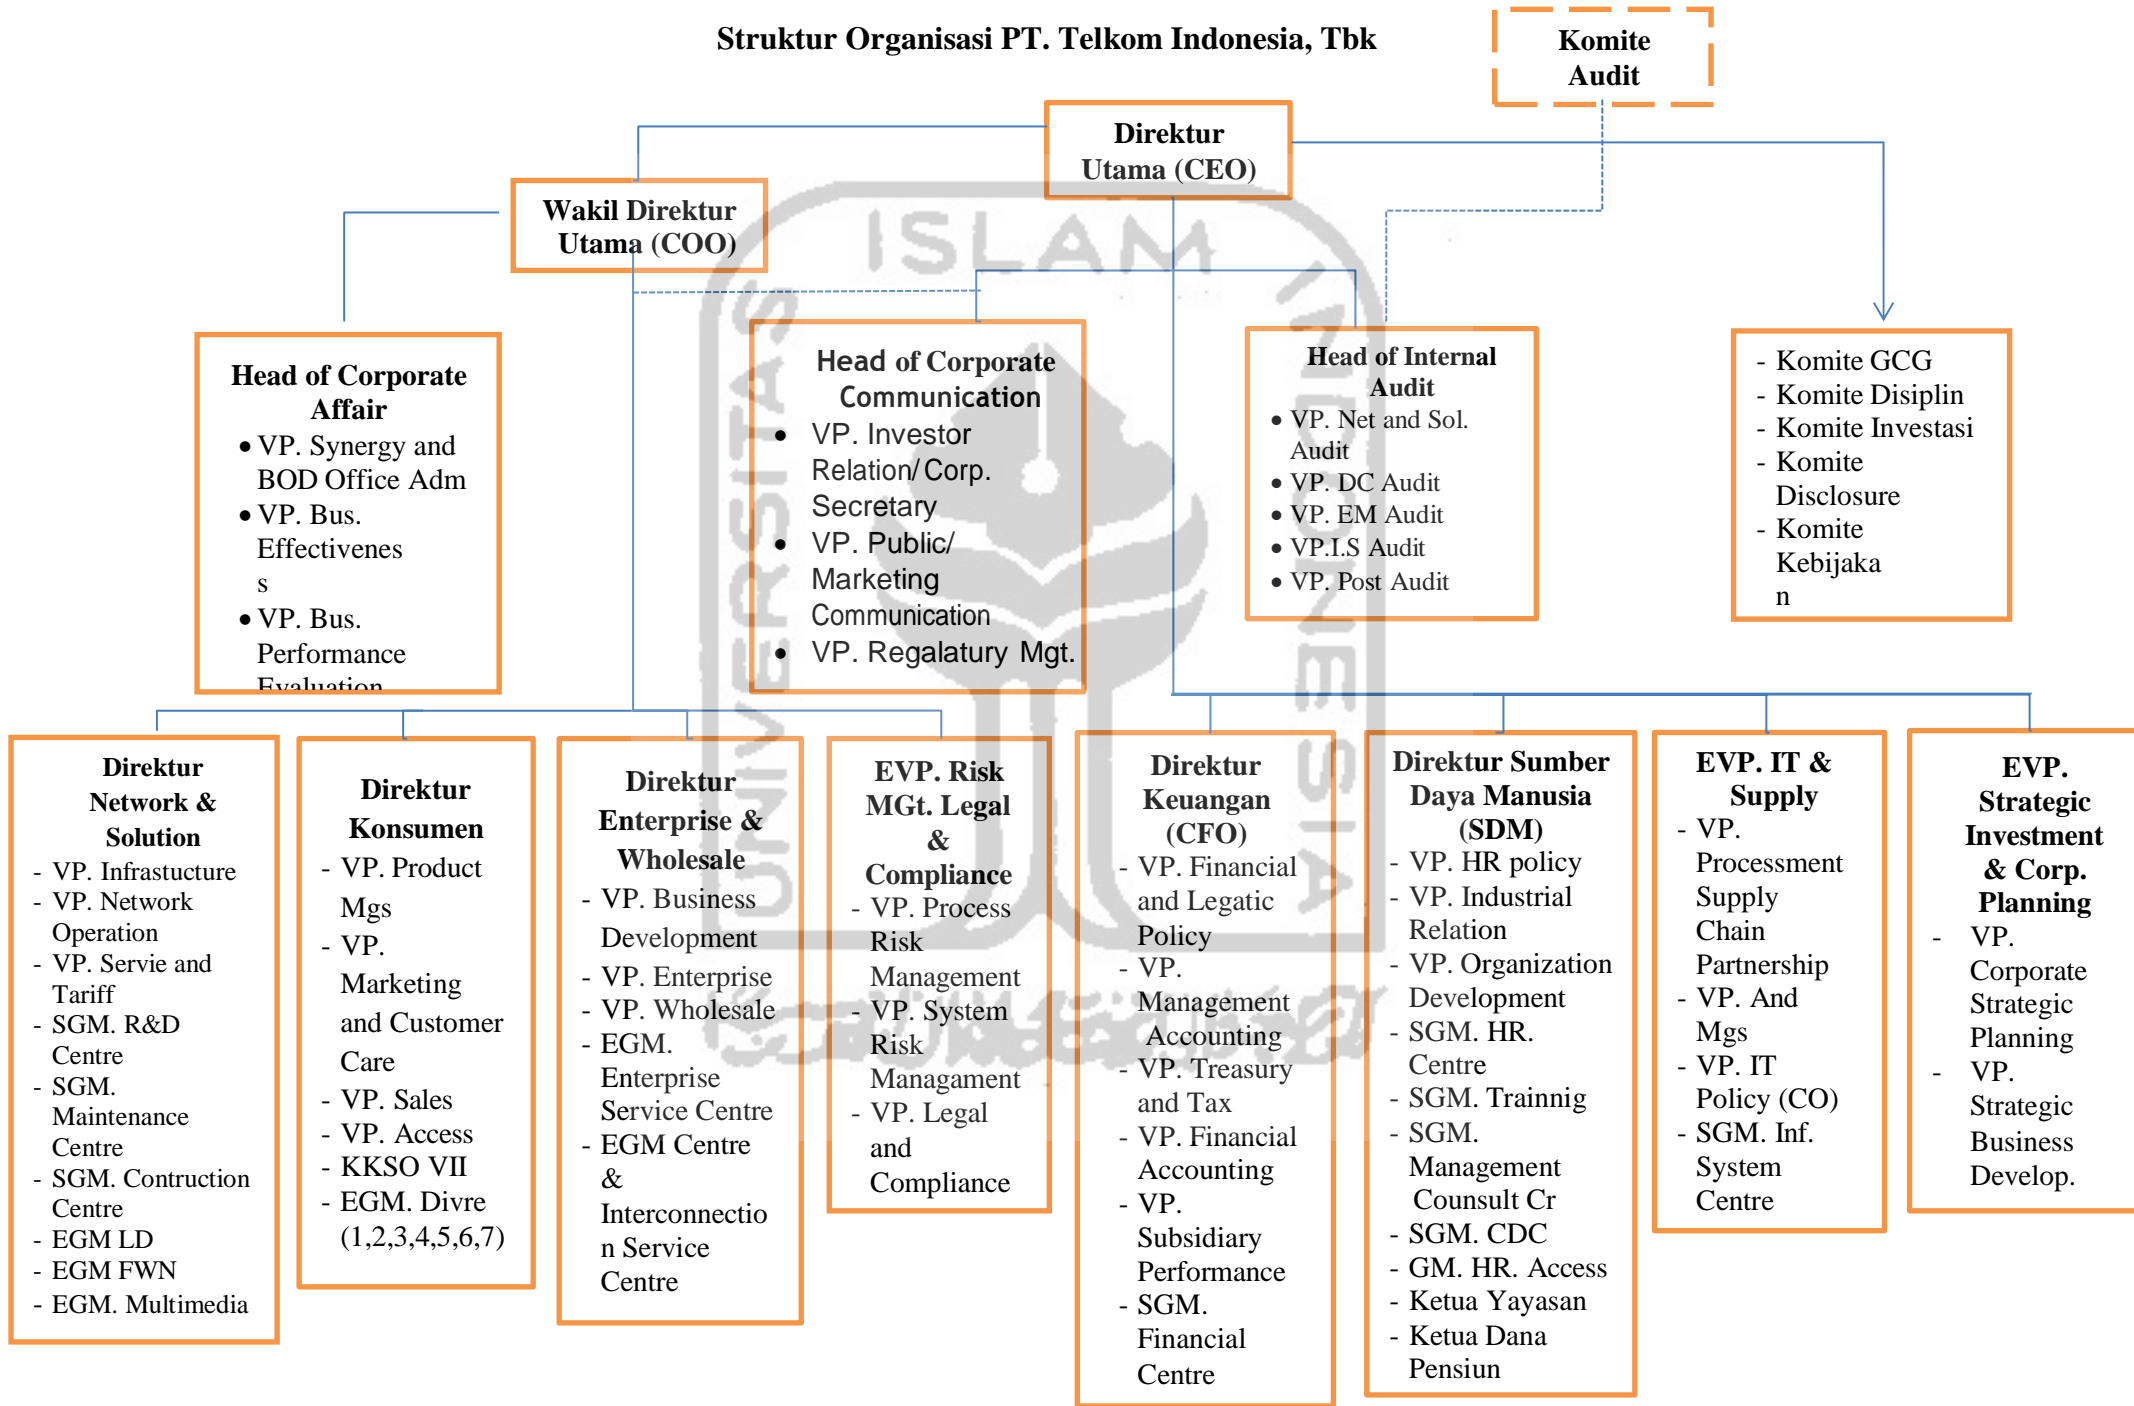 Struktur Organisasi PT. Telkom Indonesia, Tbk
Komite
Audit
Direktur
Utama (CEO)
Wakil Direktur
Utama (COO)
Head of Corporate
Affair
• VP. Synergy and
BOD Office Adm
• VP. Bus.
Effectivenes
s
• VP. Bus.
Performance
Evaluation
Head of Corporate
Communication
• VP. Investor
Relation/ Corp.
Secretary
• VP. Public/
Marketing
Communication
• VP. Regalatury Mgt.
Head of Internal
Audit
• VP. Net and Sol.
Audit
• VP. DC Audit
• VP. EM Audit
• VP.I.S Audit
• VP. Post Audit
- Komite GCG
- Komite Disiplin
- Komite Investasi
- Komite
Disclosure
- Komite
Kebijaka
n
Direktur
Network &
Solution
- VP. Infrastucture
- VP. Network
Operation
- VP. Servie and
Tariff
- SGM. R&D
Centre
- SGM.
Maintenance
Centre
- SGM. Contruction
Centre
- EGM LD
- EGM FWN
- EGM. Multimedia
Direktur
Konsumen
- VP. Product
Mgs
- VP.
Marketing
and Customer
Care
- VP. Sales
- VP. Access
- KKSO VII
- EGM. Divre
(1,2,3,4,5,6,7)
Direktur
Enterprise &
Wholesale
- VP. Business
Development
- VP. Enterprise
- VP. Wholesale
- EGM.
Enterprise
Service Centre
- EGM Centre
&
Interconnectio
n Service
Centre
EVP. Risk
MGt. Legal
&
Compliance
- VP. Process
Risk
Management
- VP. System
Risk
Managament
- VP. Legal
and
Compliance
Direktur
Keuangan
(CFO)
- VP. Financial
and Legatic
Policy
- VP.
Management
Accounting
- VP. Treasury
and Tax
- VP. Financial
Accounting
- VP.
Subsidiary
Performance
- SGM.
Financial
Centre
Direktur Sumber
Daya Manusia
(SDM)
- VP. HR policy
- VP. Industrial
Relation
- VP. Organization
Development
- SGM. HR.
Centre
- SGM. Trainnig
- SGM.
Management
Counsult Cr
- SGM. CDC
- GM. HR. Access
- Ketua Yayasan
- Ketua Dana
Pensiun
EVP. IT &
Supply
- VP.
Processment
Supply
Chain
Partnership
- VP. And
Mgs
- VP. IT
Policy (CO)
- SGM. Inf.
System
Centre
EVP.
Strategic
Investment
& Corp.
Planning
- VP.
Corporate
Strategic
Planning
- VP.
Strategic
Business
Develop.
UNIVERSITAS
ISLAM
INDONESIA